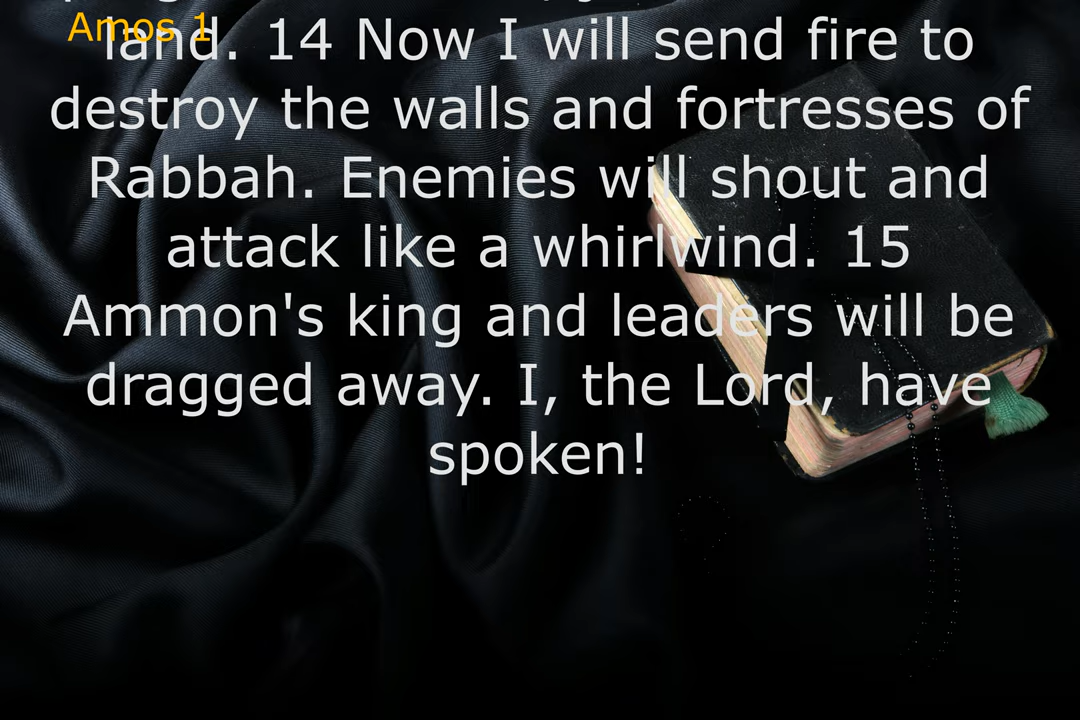 Amos 1
land. 14 Now I will send fire to
destroy the walls and fortresses of
Rabbah. Enemies will shout and
attack like a whirlwind. 15
Ammon's king and leaders will be
dragged away. I, the Lord, have
spoken!